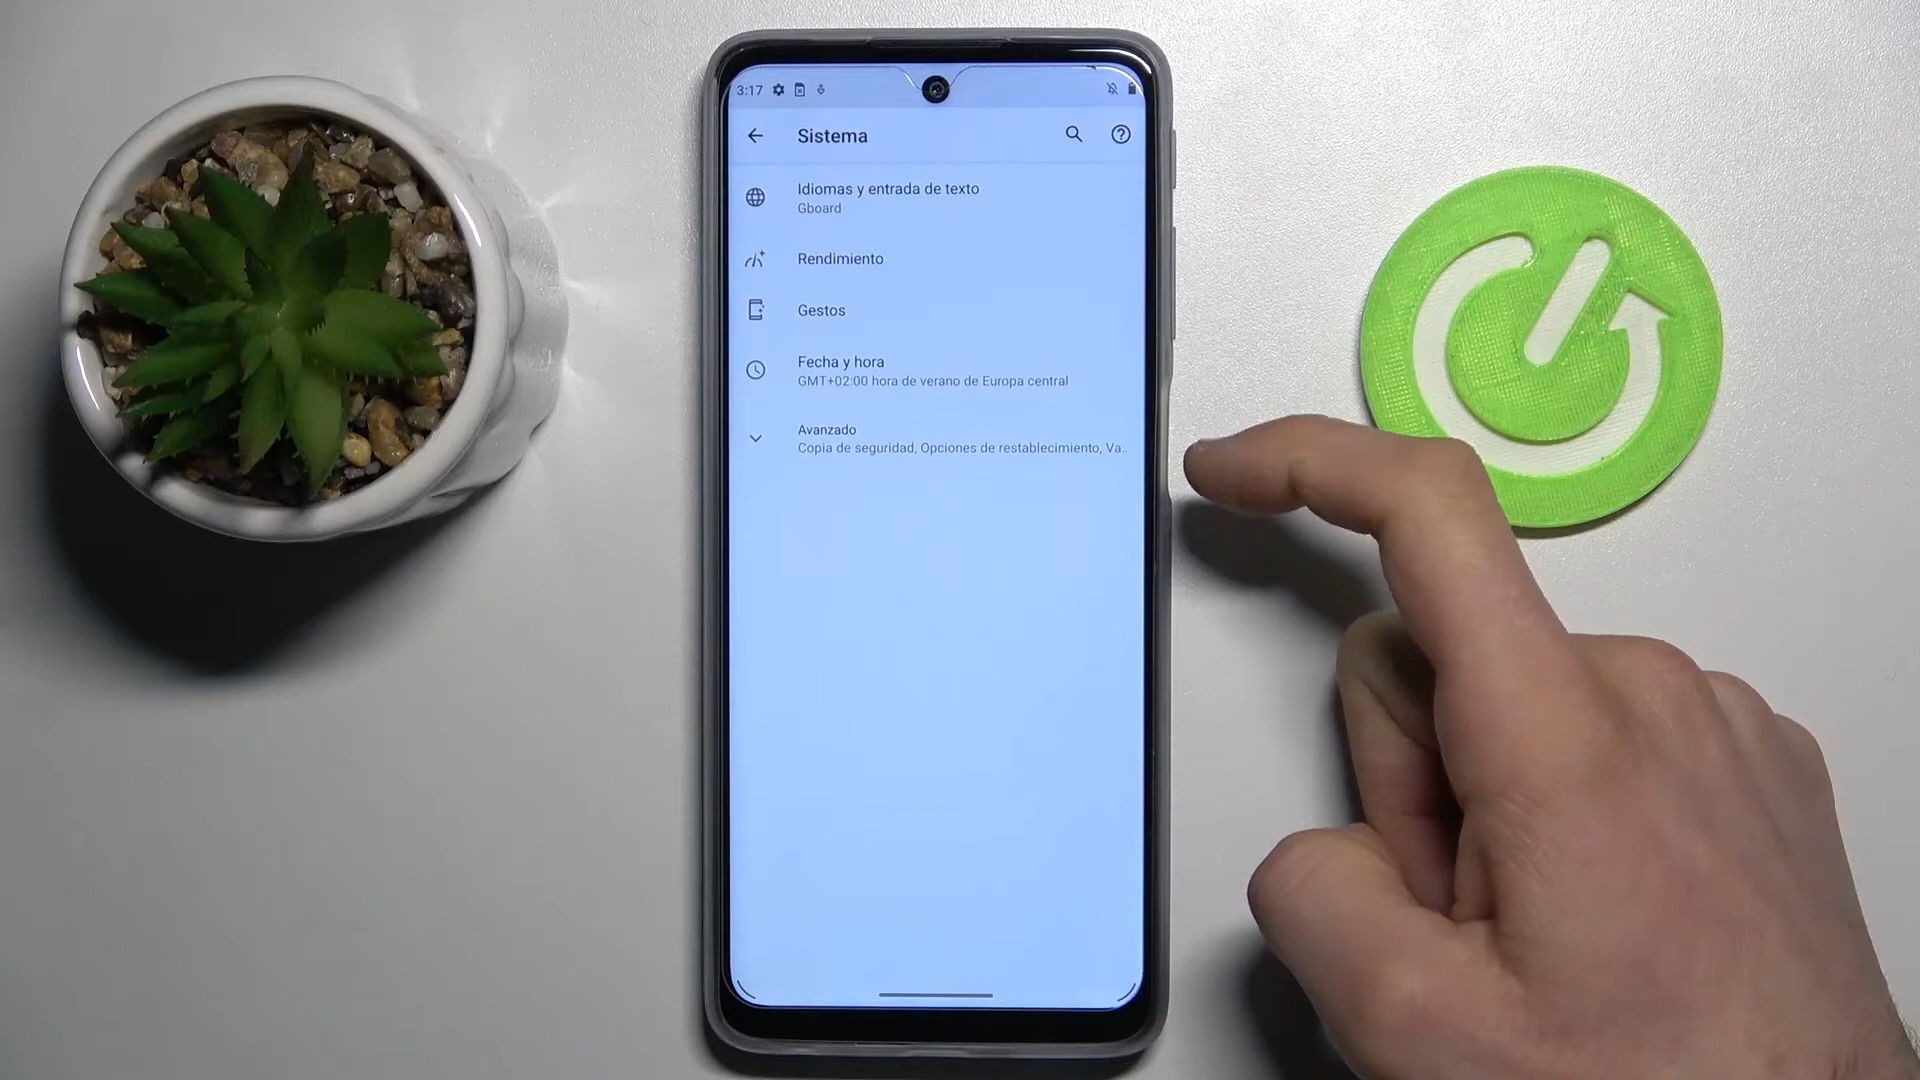 3:17
Sistema
Idiomas y entrada de texto
Gboard
Rendimiento
Gestos
Fecha y hora
GMT+02:00 hora de verano de Europa central
Avanzado
Copia de seguridad, Opciones de restablecimiento, Va..